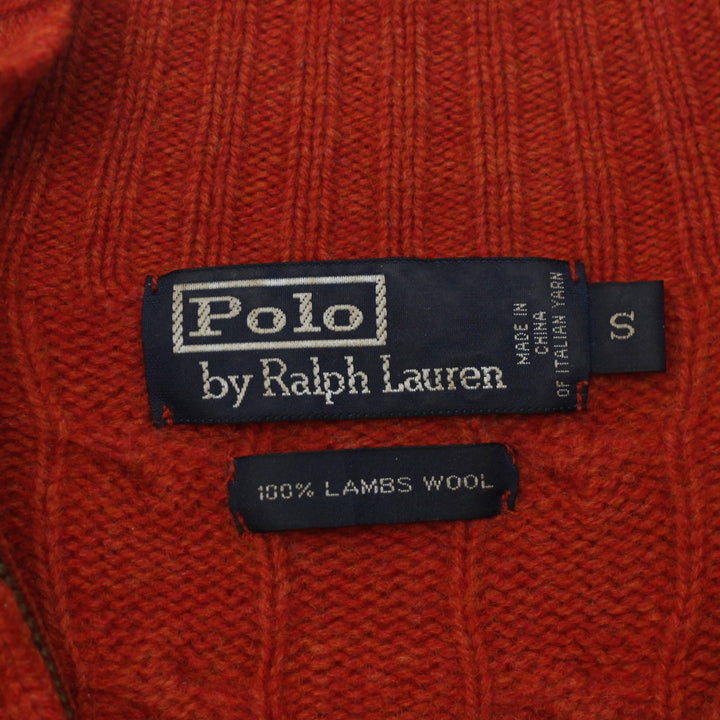 Polo
by Ralph Lauren
MADE IN
CHINA
OF ITALIAN YARN
S
100% LAMBS WOOL